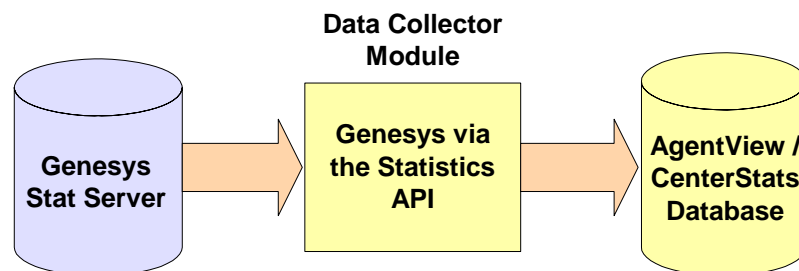 Data Collector
Module
Genesys
Stat Server
Genesys via
the Statistics
API
AgentView /
CenterStats
Database